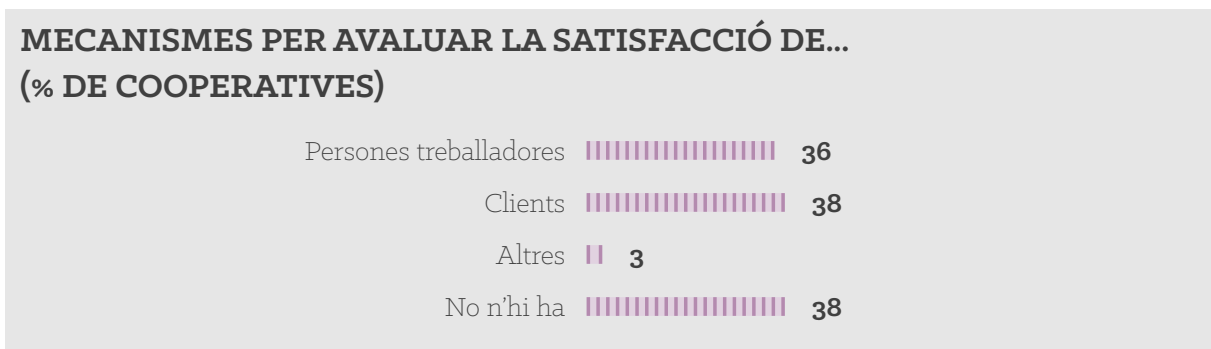 MECANISMES PER AVALUAR LA SATISFACCIÓ DE...
(% DE COOPERATIVES)
Persones treballadores 36
Clients 38
Altres 3
No n'hi ha 38